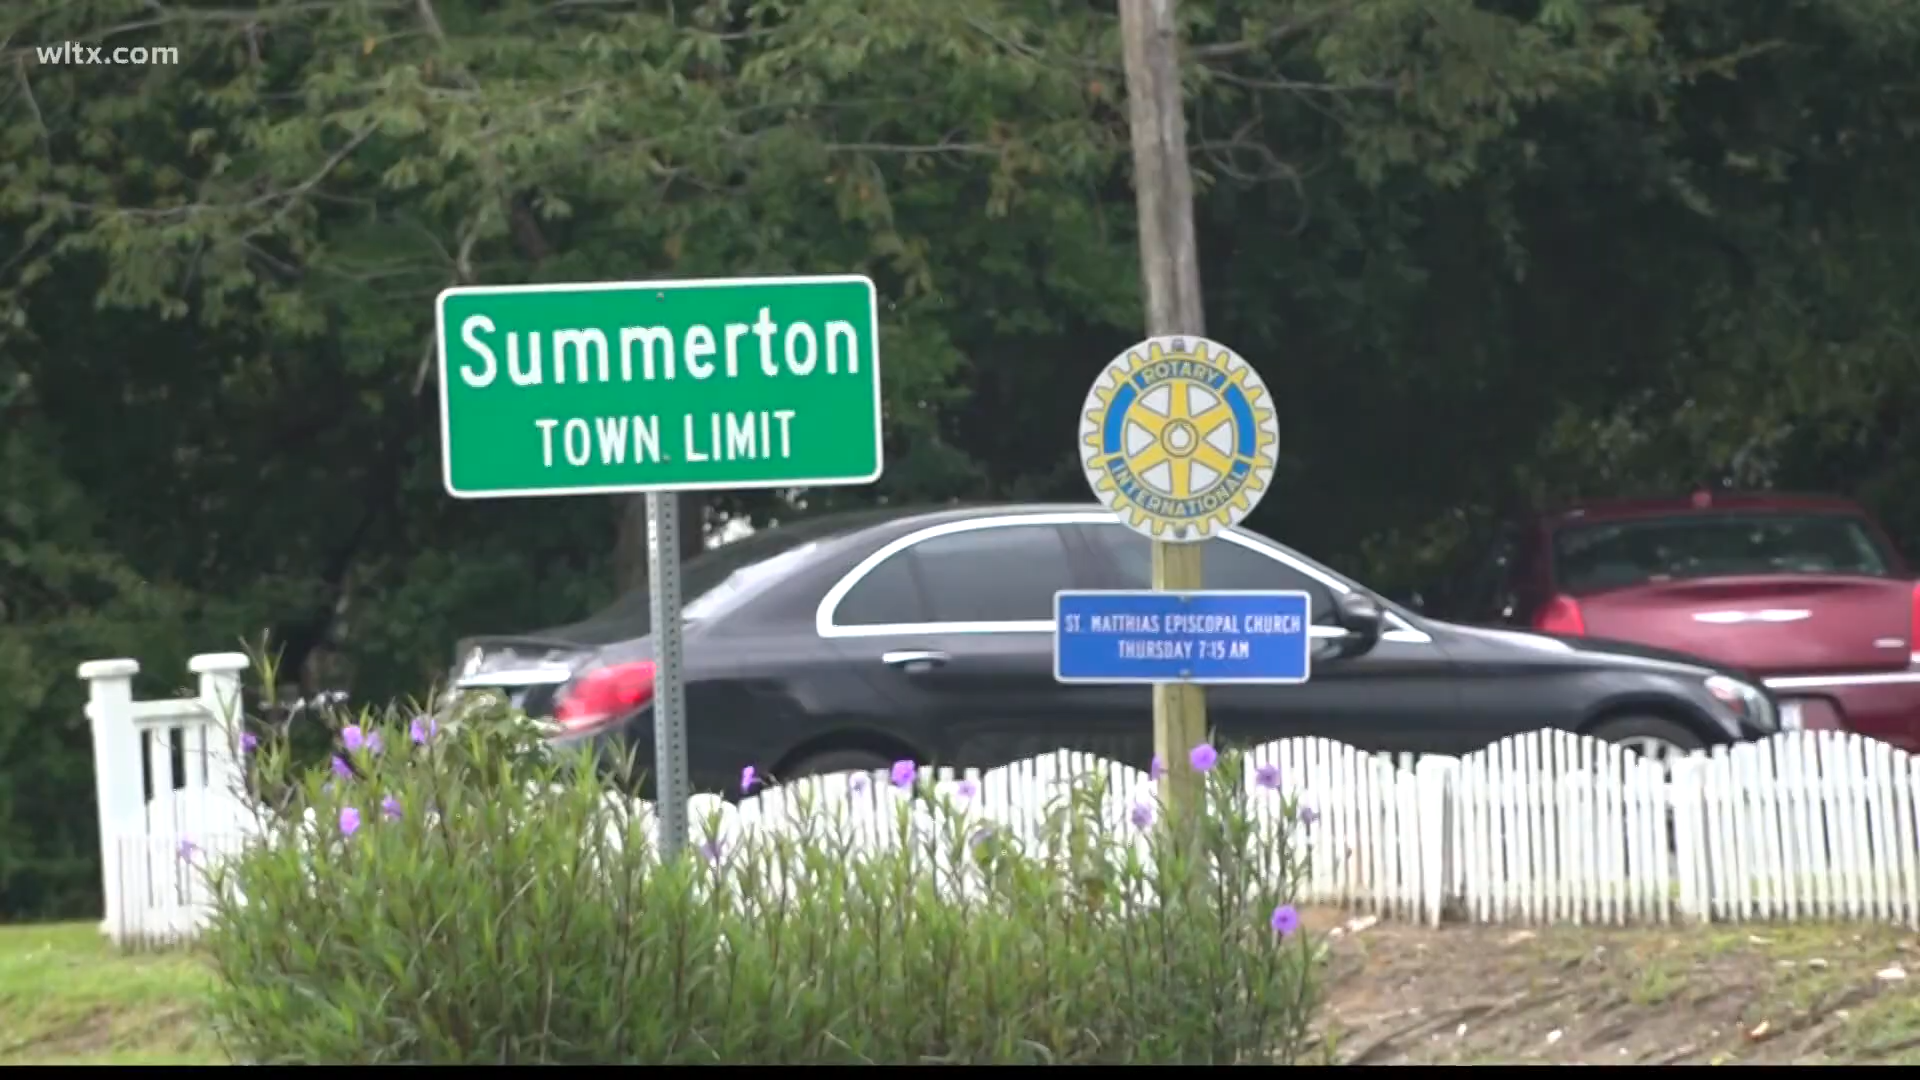 wltx.com
Summerton
TOWN LIMIT
ROTARY
INTERNATIONAL
ST. MATTHIAS EPISCOPAL CHURCH
THURSDAY 7:15 AM